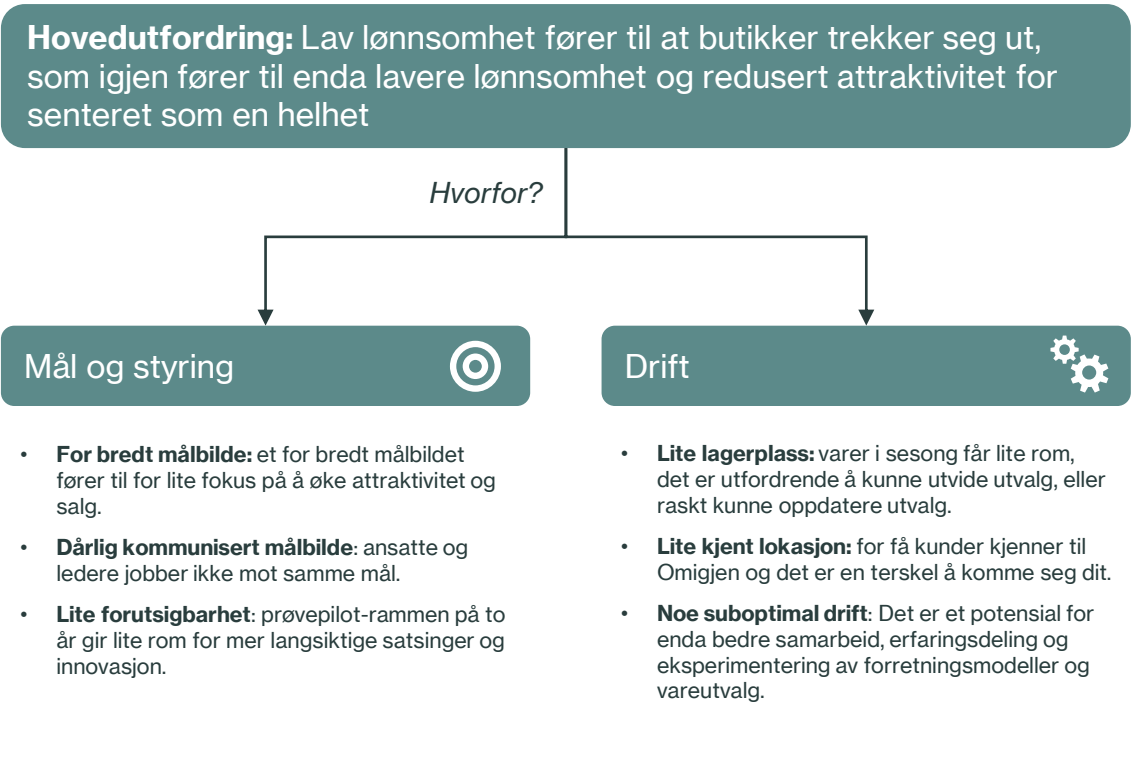 Hovedutfordring: Lav lønnsomhet fører til at butikker trekker seg ut,
som igjen fører til enda lavere lønnsomhet og redusert attraktivitet for
senteret som en helhet
Hvorfor?
Mål og styring
• For bredt målbilde: et for bredt målbildet
fører til for lite fokus på å øke attraktivitet og
salg.
• Dårlig kommunisert målbilde: ansatte og
ledere jobber ikke mot samme mål.
• Lite forutsigbarhet: prøvepilot-rammen på to
år gir lite rom for mer langsiktige satsinger og
innovasjon.
Drift
• Lite lagerplass: varer i sesong får lite rom,
det er utfordrende å kunne utvide utvalg, eller
raskt kunne oppdatere utvalg.
• Lite kjent lokasjon: for få kunder kjenner til
Omigjen og det er en terskel å komme seg dit.
• Noe suboptimal drift: Det er et potensial for
enda bedre samarbeid, erfaringsdeling og
eksperimentering av forretningsmodeller og
vareutvalg.